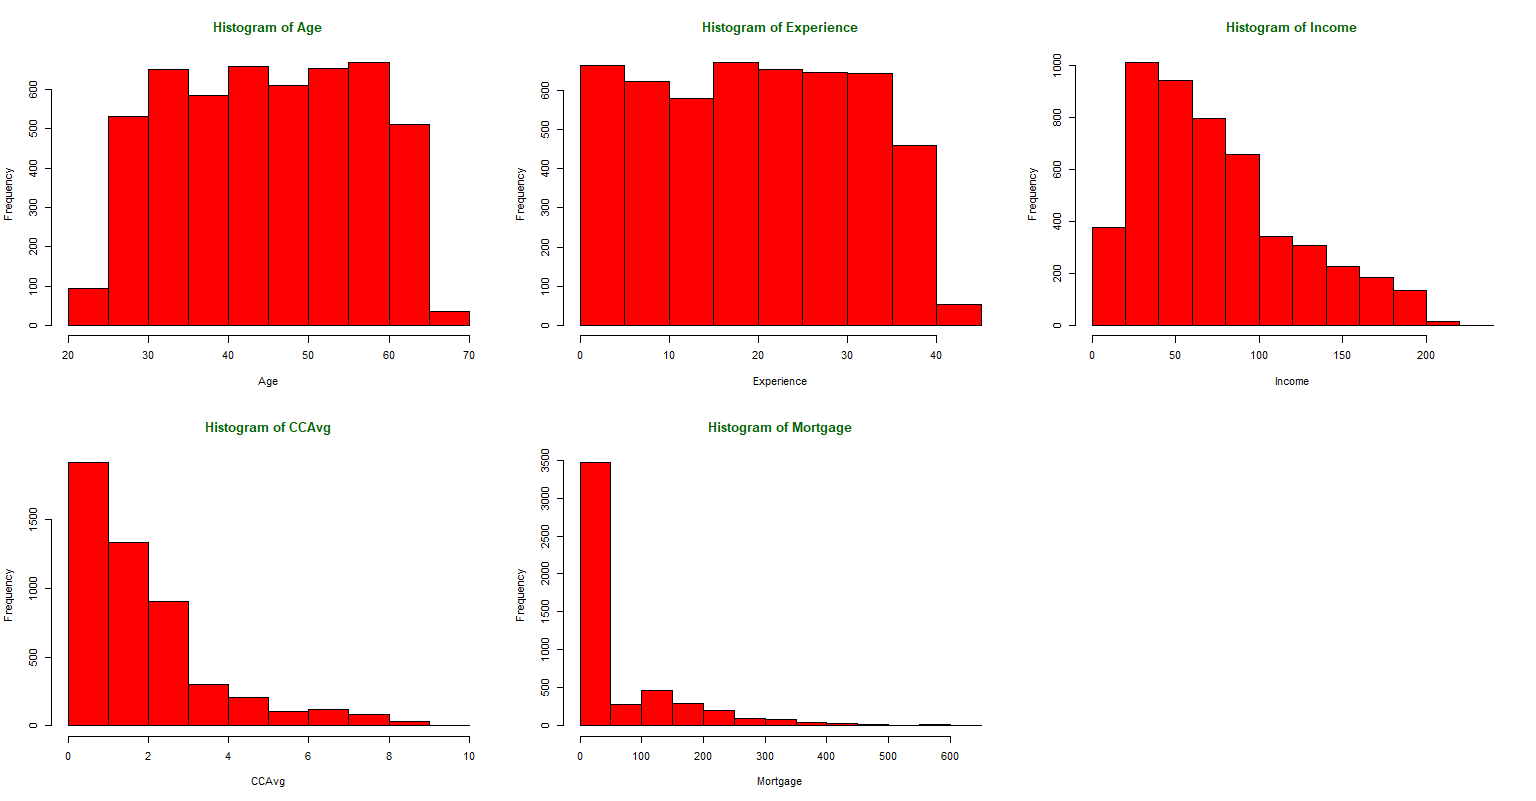 Histogram of Age
Frequency
0 100 200 300 400 500 600
20 30 40 50 60 70
Age
Histogram of Experience
Frequency
0 100 200 300 400 500 600
0 10 20 30 40
Experience
Histogram of Income
Frequency
0 200 400 600 800 1000
0 50 100 150 200
Income
Histogram of CCAvg
Frequency
0 500 1000 1500
0 2 4 6 8 10
CCAvg
Histogram of Mortgage
Frequency
0 500 1000 1500 2000 2500 3000 3500
0 100 200 300 400 500 600
Mortgage